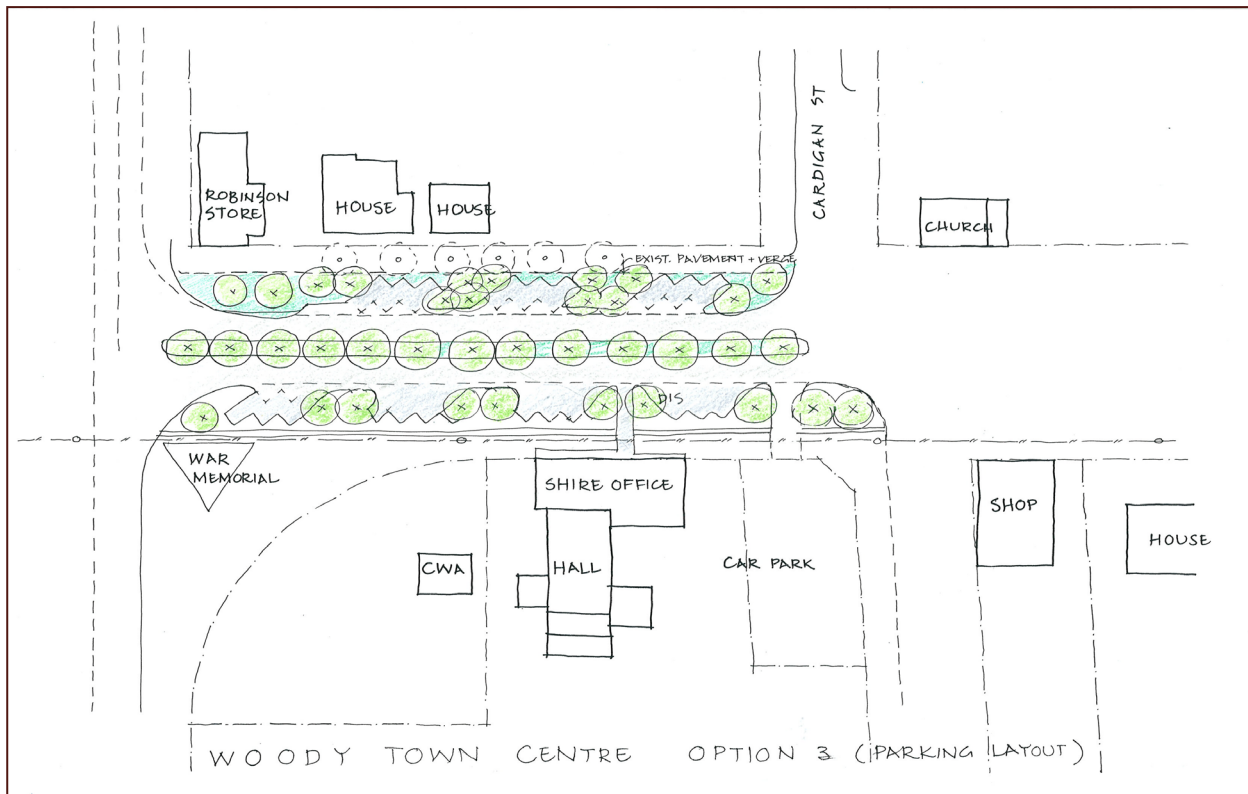 CARDIGAN ST
ROBINSON
STORE
HOUSE
HOUSE
CHURCH
EXIST. PAVEMENT + VERGE
DIS
WAR
MEMORIAL
SHIRE OFFICE
SHOP
HOUSE
CWA
HALL
CAR PARK
WOODY TOWN CENTRE OPTION 3 (PARKING LAYOUT)